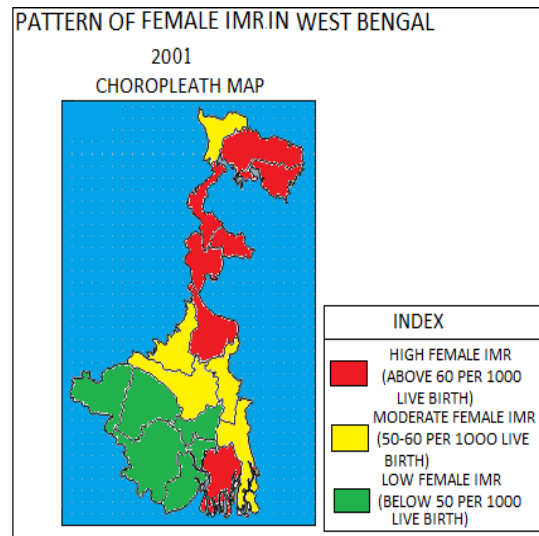 PATTERN OF FEMALE IMR.IN WEST BENGAL
2001
CHOROPLEATH MAP
INDEX
HIGH FEMALE IMR
(ABOVE 60 PER 1000
LIVE BIRTH)
MODERATE FEMALE IMR
(50-60 PER 1OOO LIVE
BIRTH)
LOW FEMALE IMR
(BELOW 50 PER 1000
LIVE BIRTH)